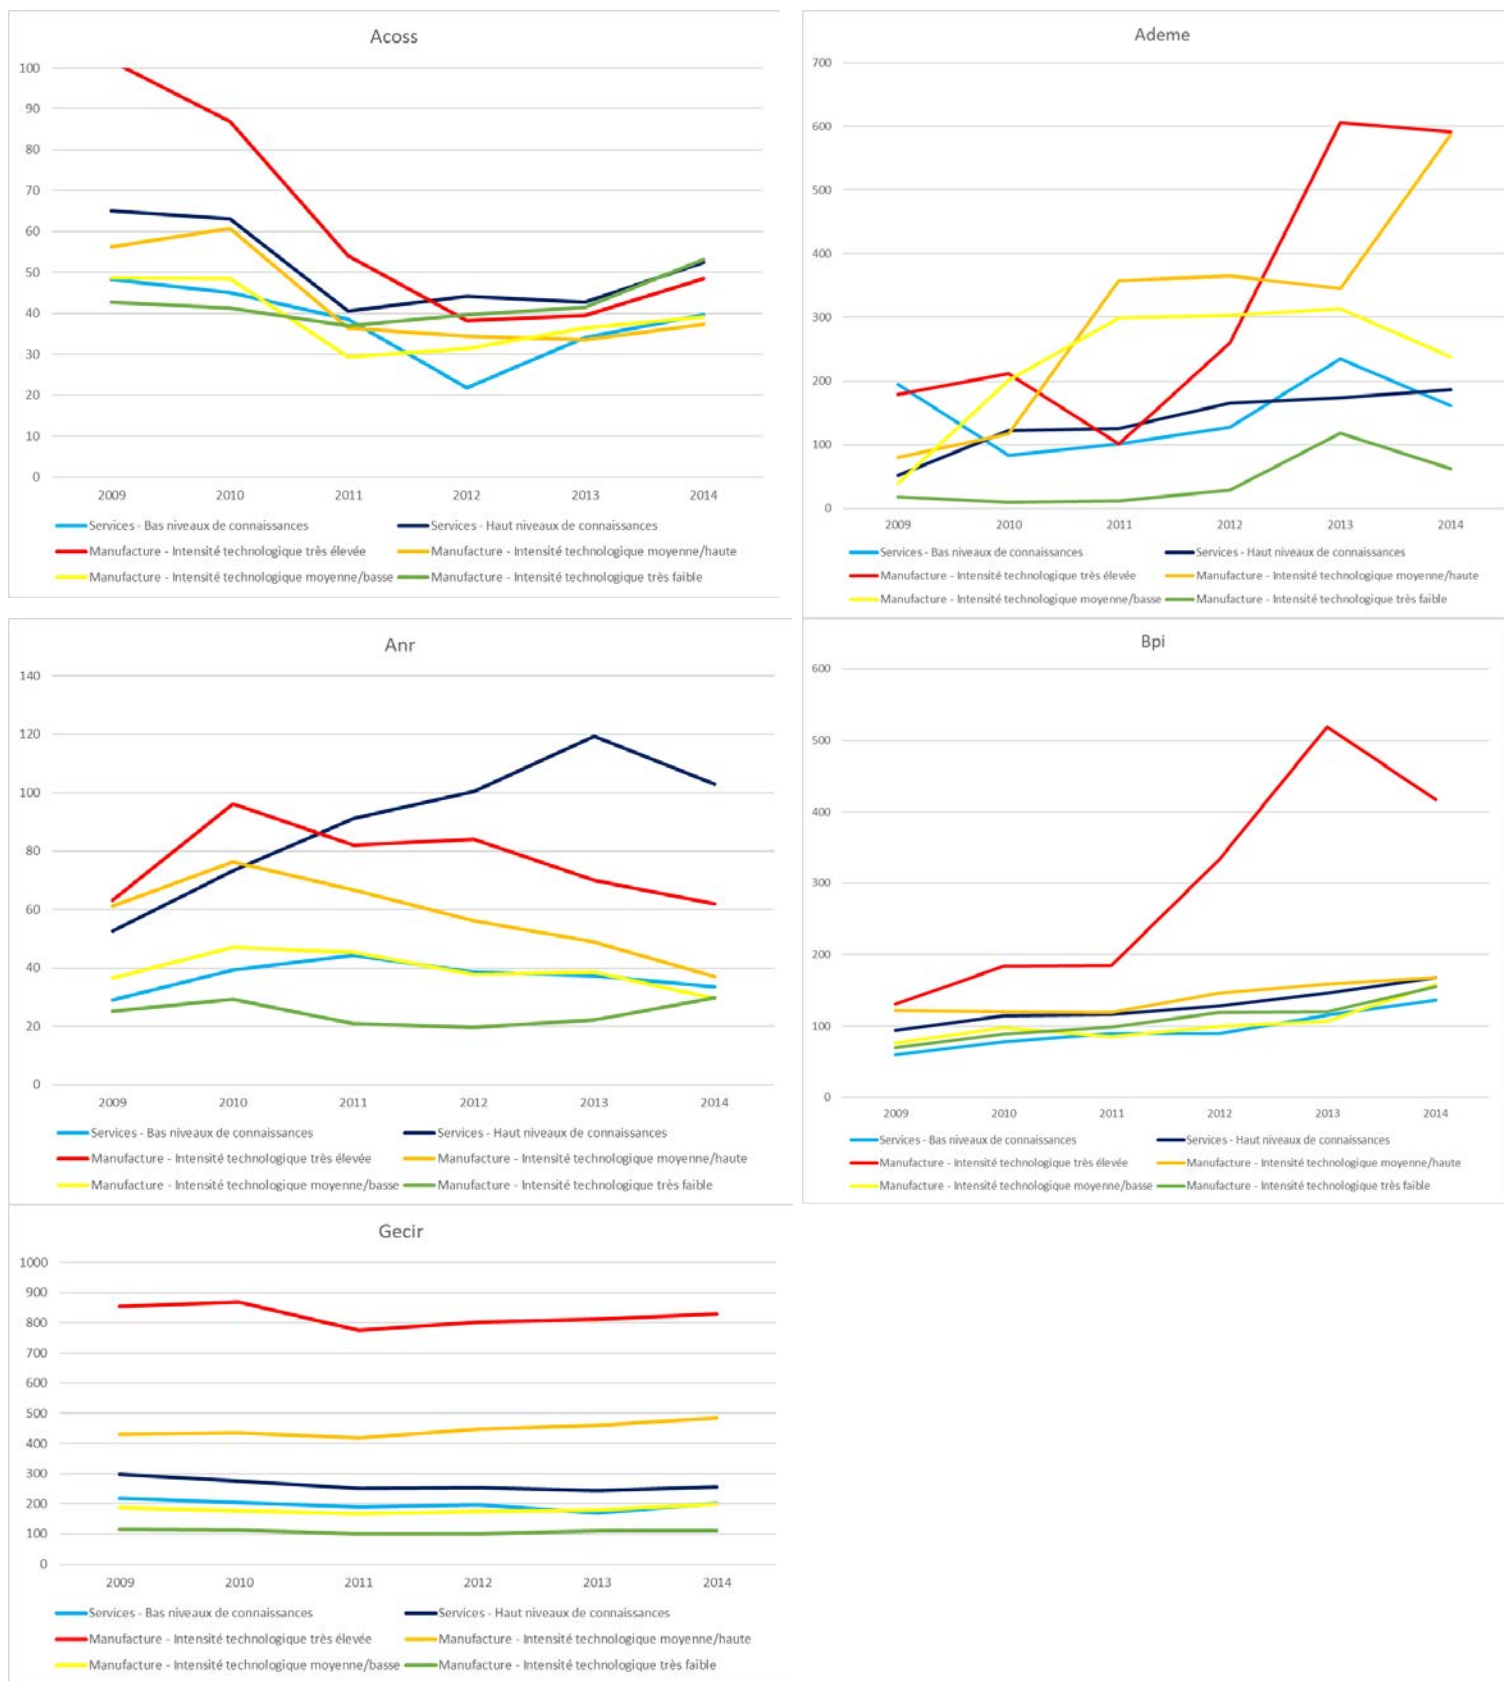 Acoss
100
90
80
70
60
50
40
30
20
10
0
2009 2010 2011 2012 2013 2014
Services - Bas niveaux de connaissances Services - Haut niveaux de connaissances
Manufacture - Intensité technologique très élevée Manufacture - Intensité technologique moyenne/haute
Manufacture - Intensité technologique moyenne/basse Manufacture - Intensité technologique très faible
Ademe
700
600
500
400
300
200
100
0
2009 2010 2011 2012 2013 2014
Services - Bas niveaux de connaissances Services - Haut niveaux de connaissances
Manufacture - Intensité technologique très élevée Manufacture - Intensité technologique moyenne/haute
Manufacture - Intensité technologique moyenne/basse Manufacture - Intensité technologique très faible
Anr
140
120
100
80
60
40
20
0
2009 2010 2011 2012 2013 2014
Services - Bas niveaux de connaissances Services - Haut niveaux de connaissances
Manufacture - Intensité technologique très élevée Manufacture - Intensité technologique moyenne/haute
Manufacture - Intensité technologique moyenne/basse Manufacture - Intensité technologique très faible
Bpi
600
500
400
300
200
100
0
2009 2010 2011 2012 2013 2014
Services - Bas niveaux de connaissances Services - Haut niveaux de connaissances
Manufacture - Intensité technologique très élevée Manufacture - Intensité technologique moyenne/haute
Manufacture - Intensité technologique moyenne/basse Manufacture - Intensité technologique très faible
Gecir
1000
900
800
700
600
500
400
300
200
100
0
2009 2010 2011 2012 2013 2014
Services - Bas niveaux de connaissances Services - Haut niveaux de connaissances
Manufacture - Intensité technologique très élevée Manufacture - Intensité technologique moyenne/haute
Manufacture - Intensité technologique moyenne/basse Manufacture - Intensité technologique très faible